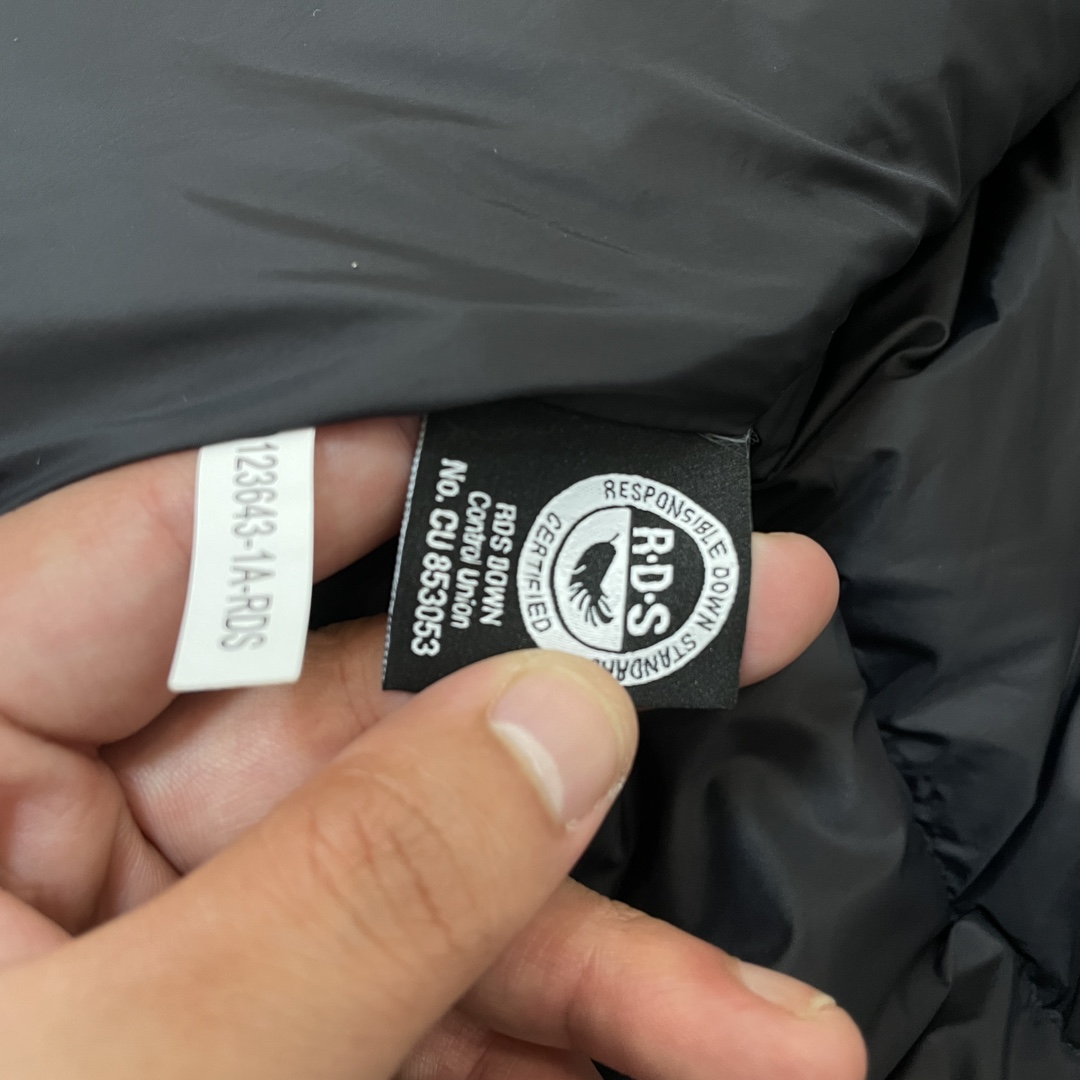 123643-1A-RDS
RESPONSIBLE DOWN STANDARD
CERTIFIED
R·D·S
RDS DOWN
Control Union
No. CU 853053